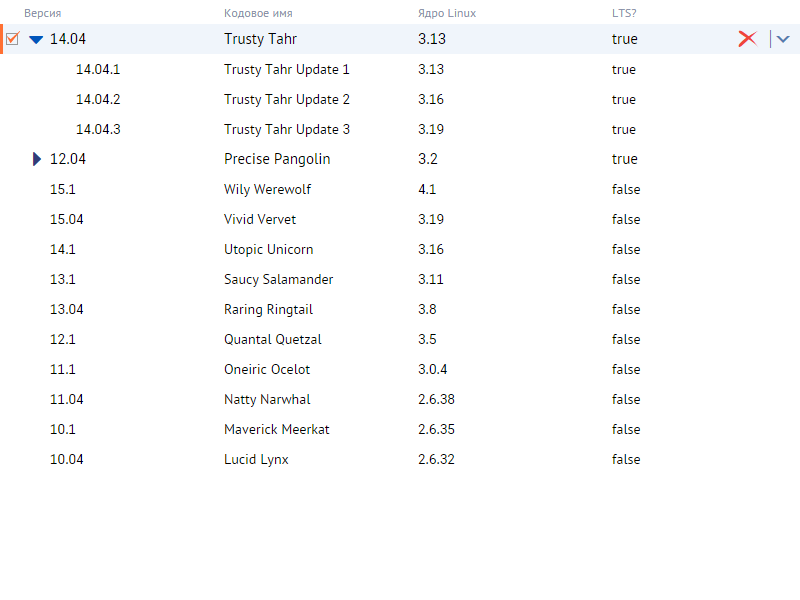 Версия Кодовое имя Ядро Linux LTS?
14.04 Trusty Tahr 3.13 true
14.04.1 Trusty Tahr Update 1 3.13 true
14.04.2 Trusty Tahr Update 2 3.16 true
14.04.3 Trusty Tahr Update 3 3.19 true
12.04 Precise Pangolin 3.2 true
15.1 Wily Werewolf 4.1 false
15.04 Vivid Vervet 3.19 false
14.1 Utopic Unicorn 3.16 false
13.1 Saucy Salamander 3.11 false
13.04 Raring Ringtail 3.8 false
12.1 Quantal Quetzal 3.5 false
11.1 Oneiric Ocelot 3.0.4 false
11.04 Natty Narwhal 2.6.38 false
10.1 Maverick Meerkat 2.6.35 false
10.04 Lucid Lynx 2.6.32 false